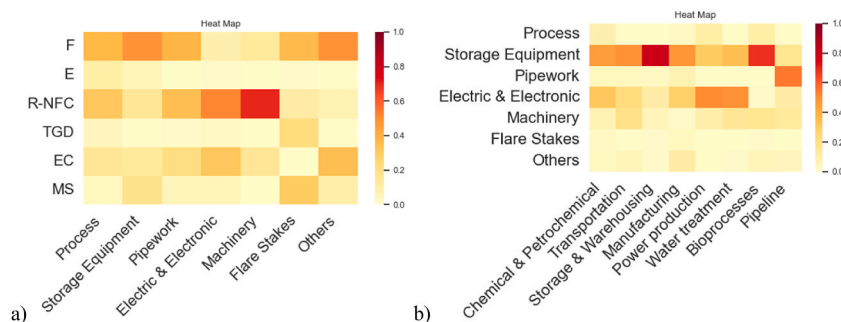 Heat Map
F
E
R-NFC
TGD
EC
MS
1.0
0.8
0.6
0.4
0.2
0.0
Process
Storage Equipment
Pipework
Electric & Electronic
Machinery
Flare Stakes
Others
a)
Heat Map
Process
Storage Equipment
Pipework
Electric & Electronic
Machinery
Flare Stakes
Others
1.0
0.8
0.6
0.4
0.2
0.0
Chemical & Petrochemical
Transportation
Storage & Warehousing
Manufacturing
Power production
Water treatment
Bioprocesses
Pipeline
b)